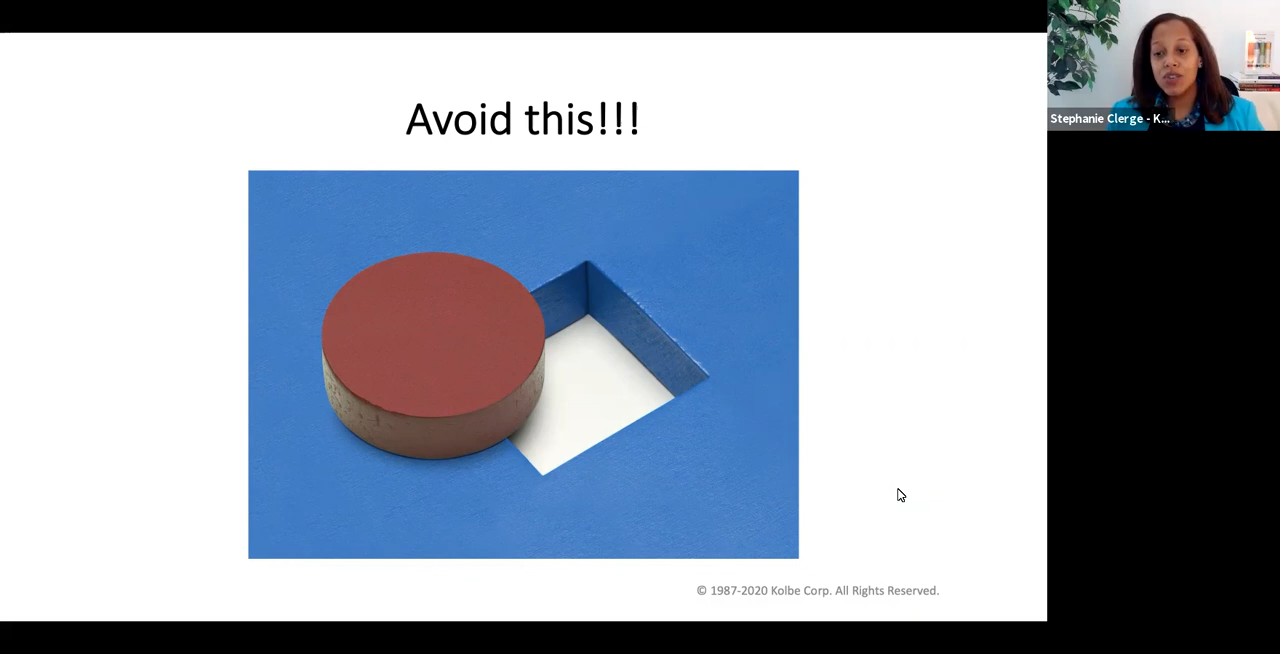 Avoid this!!!
Stephanie Clerge - K...
© 1987-2020 Kolbe Corp. All Rights Reserved.